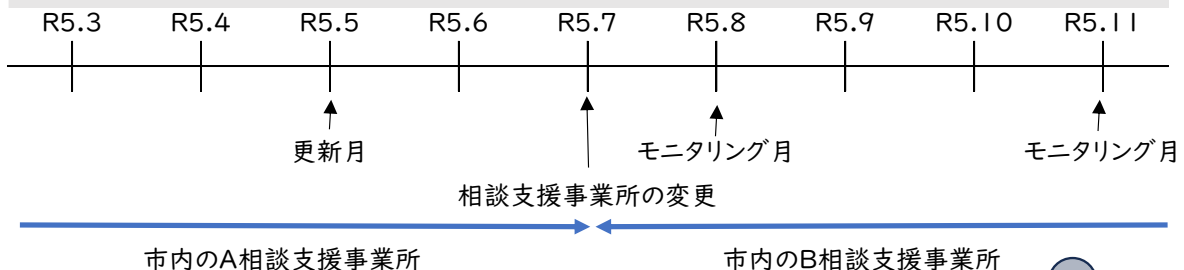 R5.3 R5.4 R5.5 R5.6 R5.7 R5.8 R5.9 R5.10 R5.11
更新月 モニタリング月 モニタリング月
相談支援事業所の変更
市内のA相談支援事業所 市内のB相談支援事業所